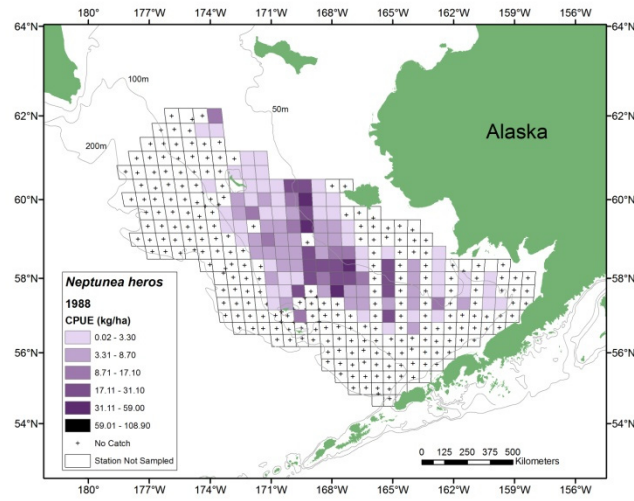 180° 177°W 174°W 171°W 168°W 165°W 162°W 159°W 156°W
64°N 64°N
100m
50m
62°N 62°N
200m
Alaska
60°N 60°N
58°N 58°N
Neptunea heros
1988
CPUE (kg/ha)
0.02 - 3.30
3.31 - 8.70
8.71 - 17.10
17.11 - 31.10
31.11 - 59.00
59.01 - 108.90
No Catch
Station Not Sampled
56°N 56°N
54°N 54°N
0 125 250 375 500
Kilometers
180° 177°W 174°W 171°W 168°W 165°W 162°W 159°W 156°W